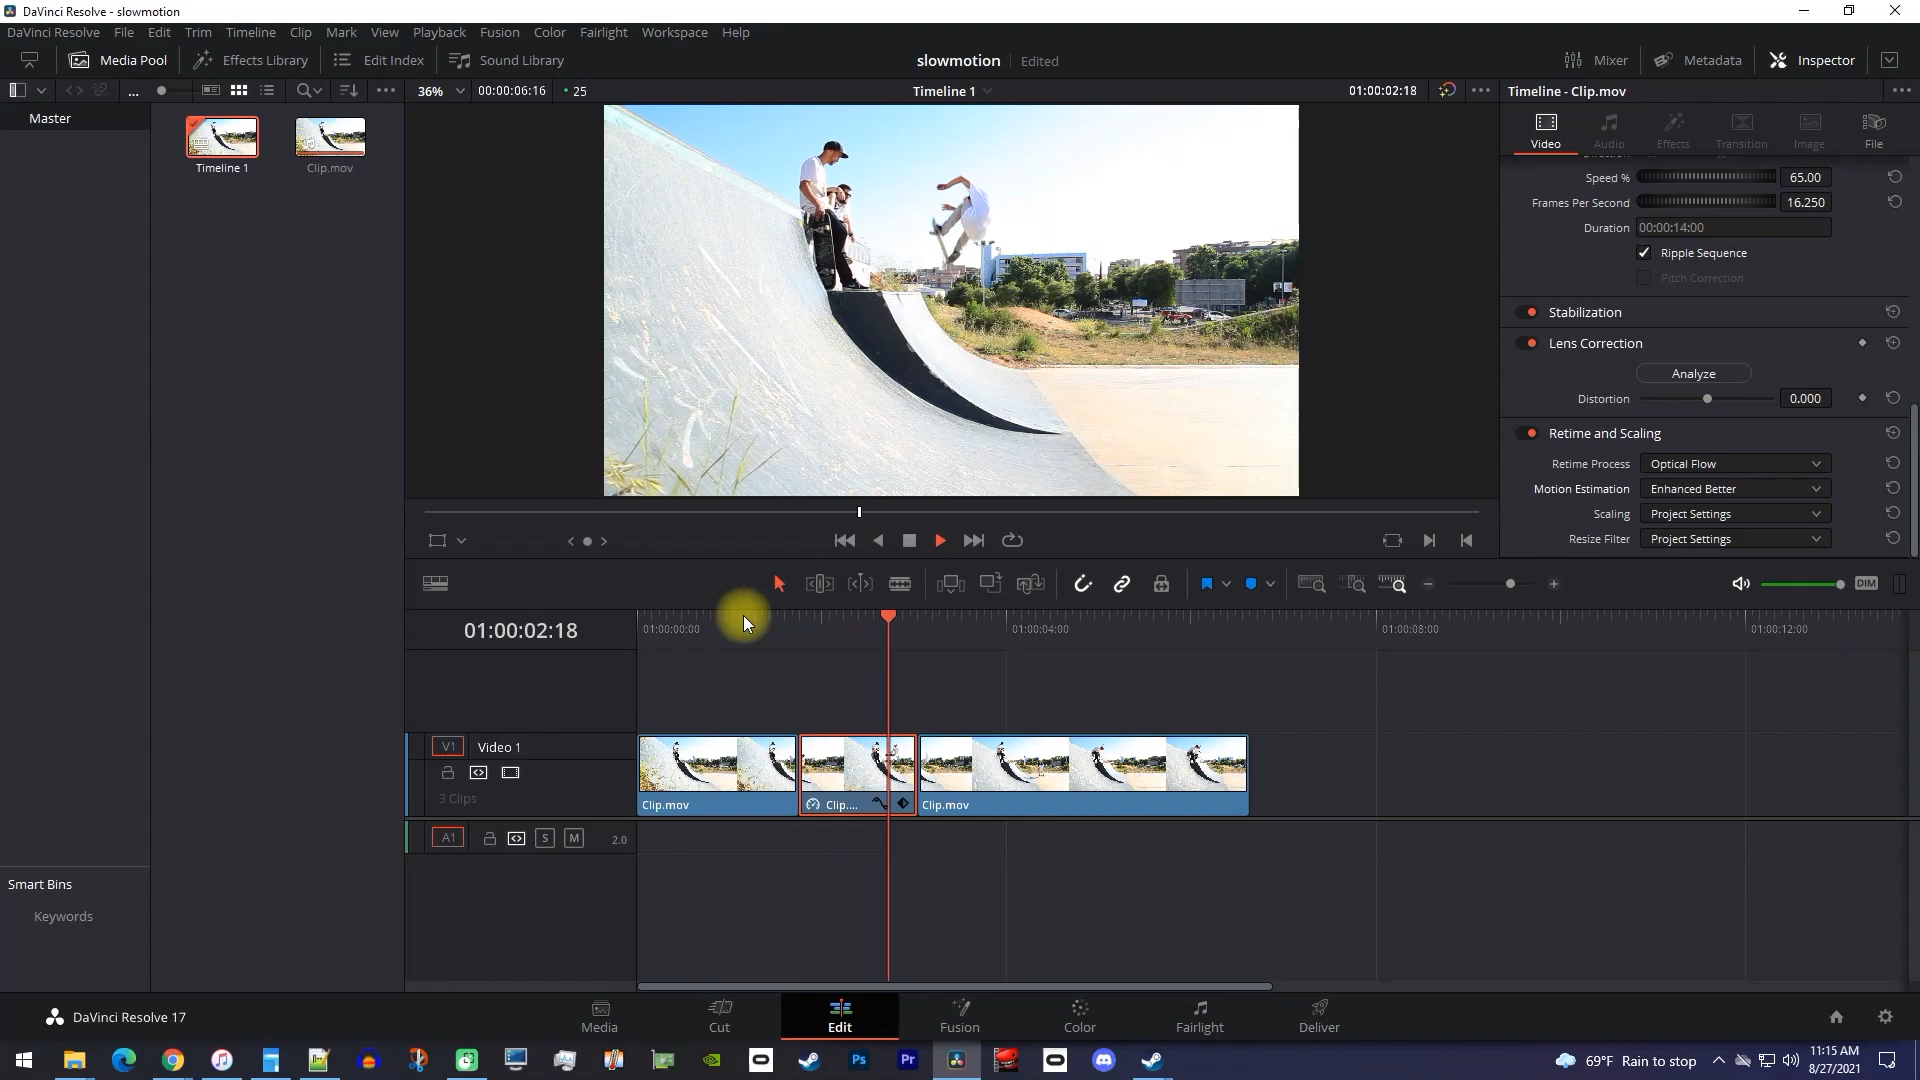 DaVinci Resolve - slowmotion
DaVinci Resolve File Edit Trim Timeline Clip Mark View Playback Fusion Color Fairlight Workspace Help
Media Pool Effects Library Edit Index Sound Library slowmotion Edited Mixer Metadata Inspector
... 36% 00:00:06:16 25 Timeline 1 01:00:02:18 Timeline - Clip.mov
Master
Timeline 1 Clip.mov
Video Audio Effects Transition Image File
Speed % 65.00
Frames Per Second 16.250
Duration 00:00:14:00
Ripple Sequence
Pitch Correction
Stabilization
Lens Correction
Analyze
Distortion 0.000
Retime and Scaling
Retime Process Optical Flow
Motion Estimation Enhanced Better
Scaling Project Settings
Resize Filter Project Settings
DIM
01:00:02:18 01:00:00:00 01:00:04:00 01:00:08:00 01:00:12:00
V1 Video 1
3 Clips
Clip.mov Clip.... Clip.mov
A1 S M 2.0
Smart Bins
Keywords
DaVinci Resolve 17 Media Cut Edit Fusion Color Fairlight Deliver
Ps Pr 69°F Rain to stop 11:15 AM
8/27/2021